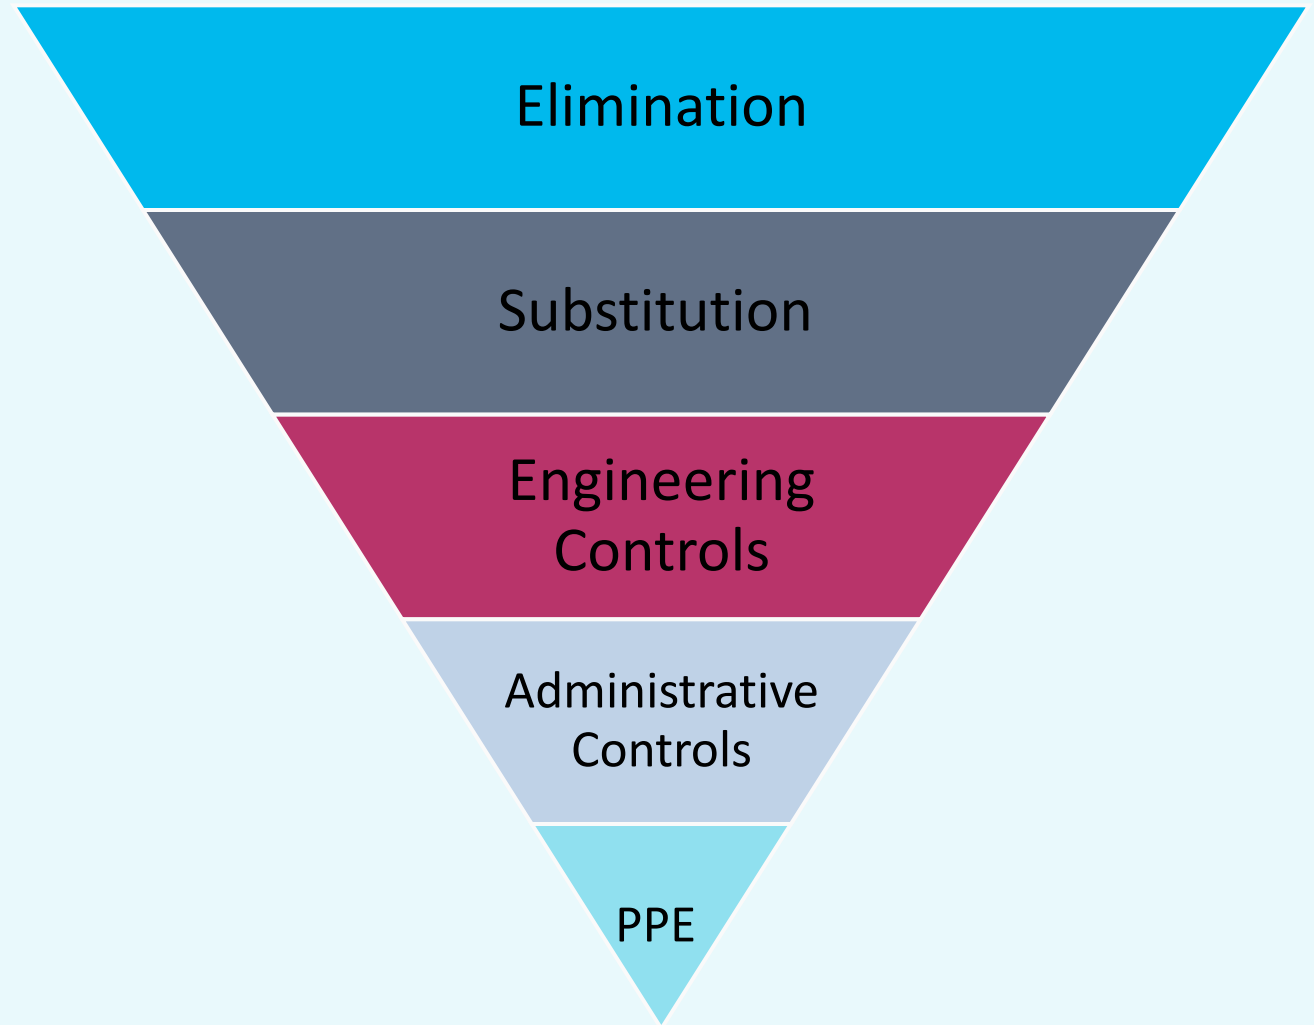 Elimination
Substitution
Engineering
Controls
Administrative
Controls
PPE